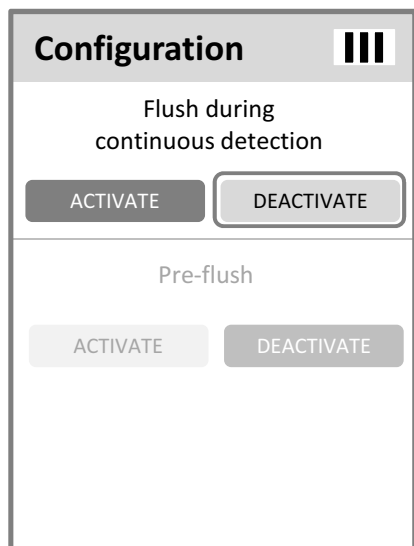 Configuration
Flush during
continuous detection
ACTIVATE DEACTIVATE
Pre-flush
ACTIVATE DEACTIVATE